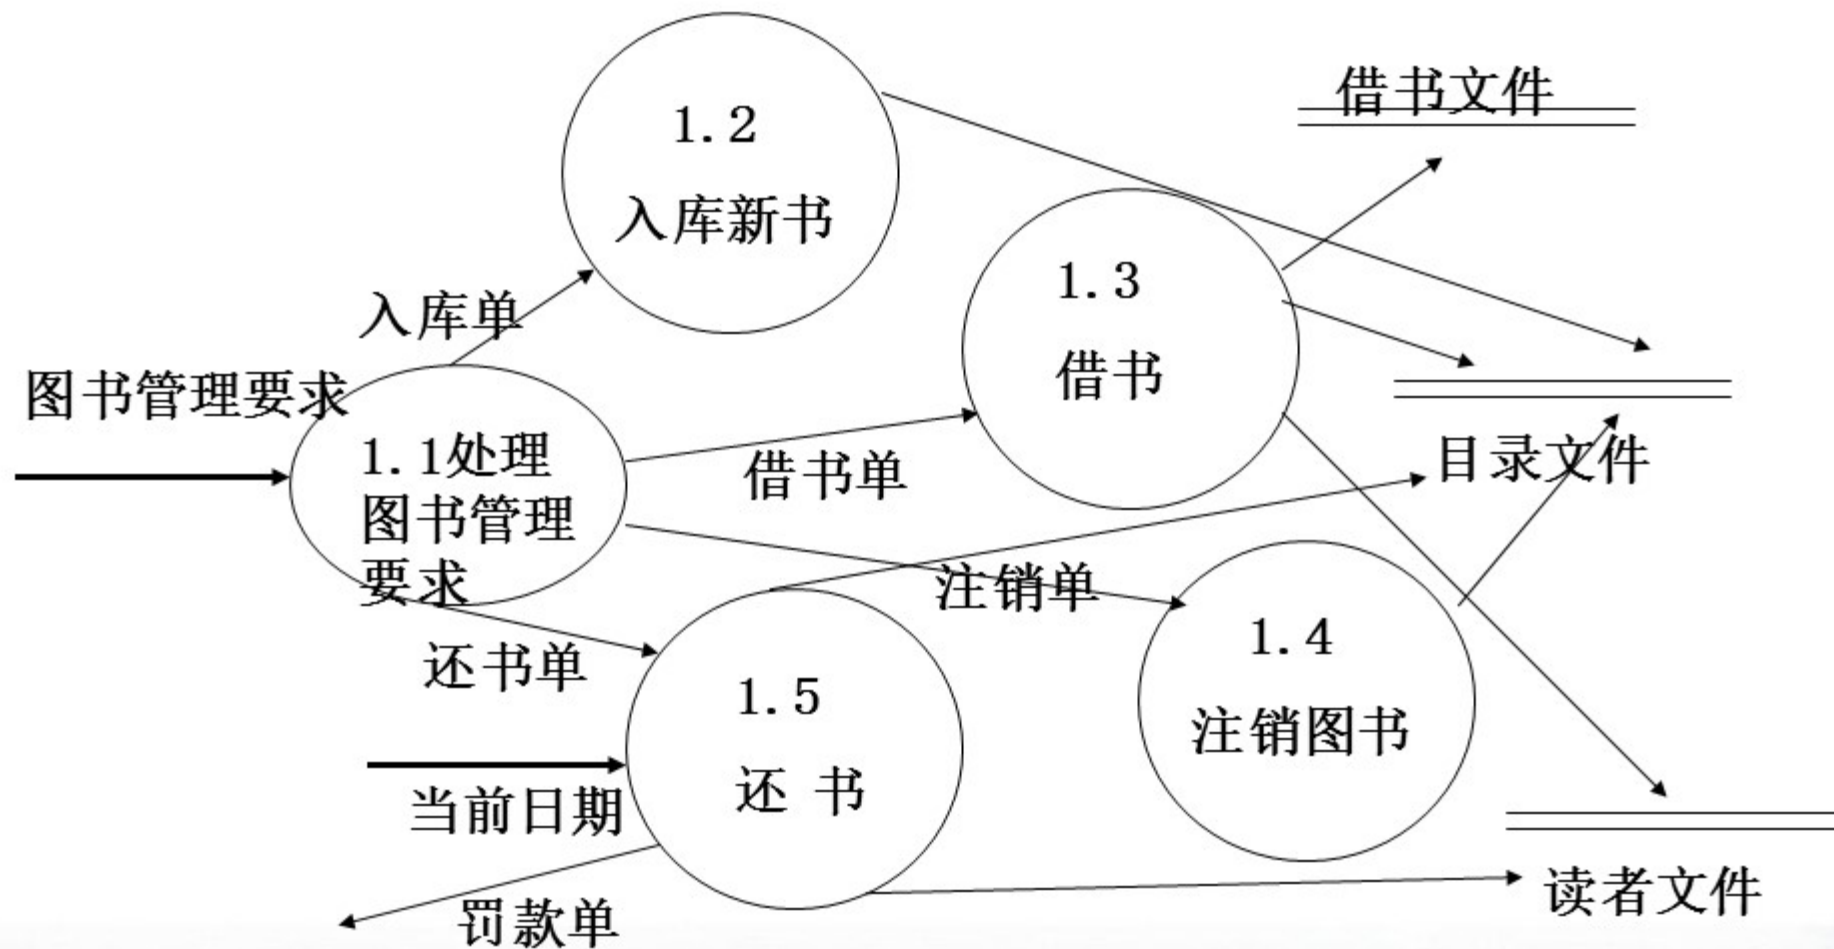 借书文件
1.2
入库新书
1.3
借书
入库单
图书管理要求
1.1处理
图书管理
要求
借书单
目录文件
注销单
还书单
1.4
注销图书
1.5
还 书
当前日期
读者文件
罚款单